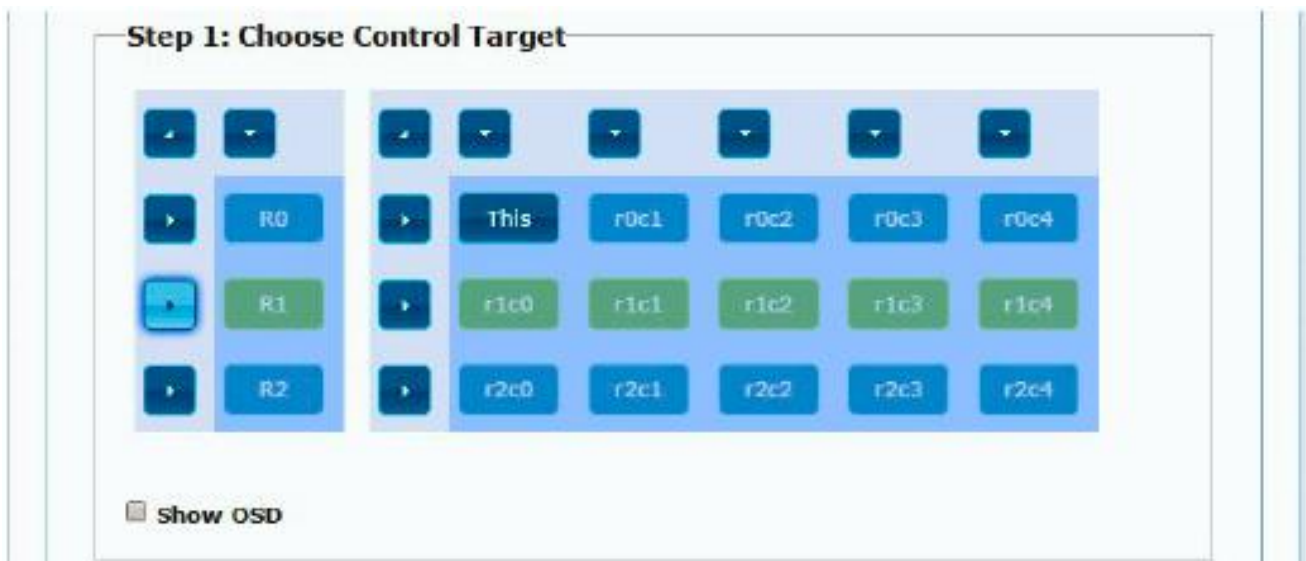 Step 1: Choose Control Target
R0 This r0c1 r0c2 r0c3 r0c4
R1 r1c0 r1c1 r1c2 r1c3 r1c4
R2 r2c0 r2c1 r2c2 r2c3 r2c4
Show OSD